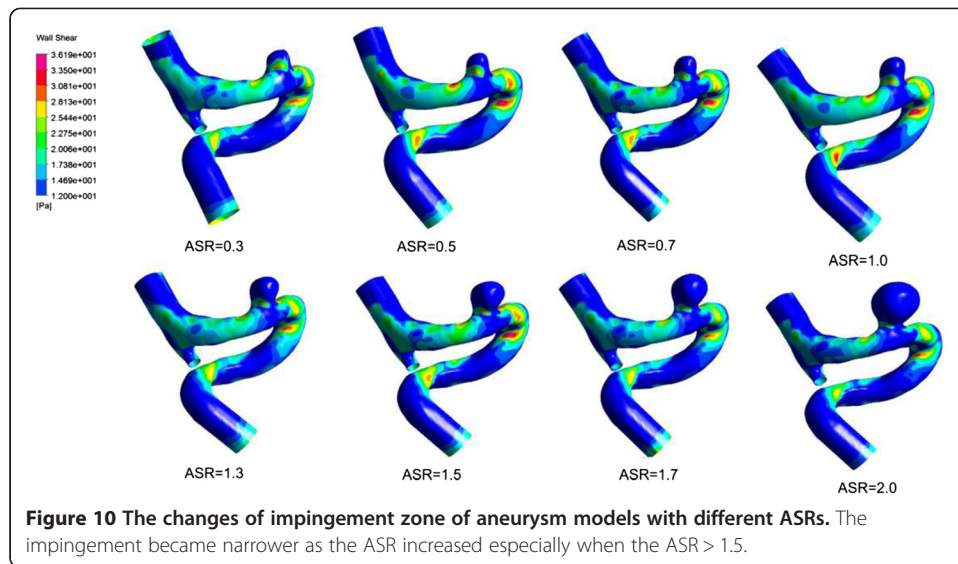 Wall Shear
3.619e+001
3.350e+001
3.081e+001
2.813e+001
2.544e+001
2.275e+001
2.006e+001
1.738e+001
1.469e+001
1.200e+001
[Pa]
ASR=0.3
ASR=0.5
ASR=0.7
ASR=1.0
ASR=1.3
ASR=1.5
ASR=1.7
ASR=2.0
Figure 10 The changes of impingement zone of aneurysm models with different ASRs. The
impingement became narrower as the ASR increased especially when the ASR > 1.5.